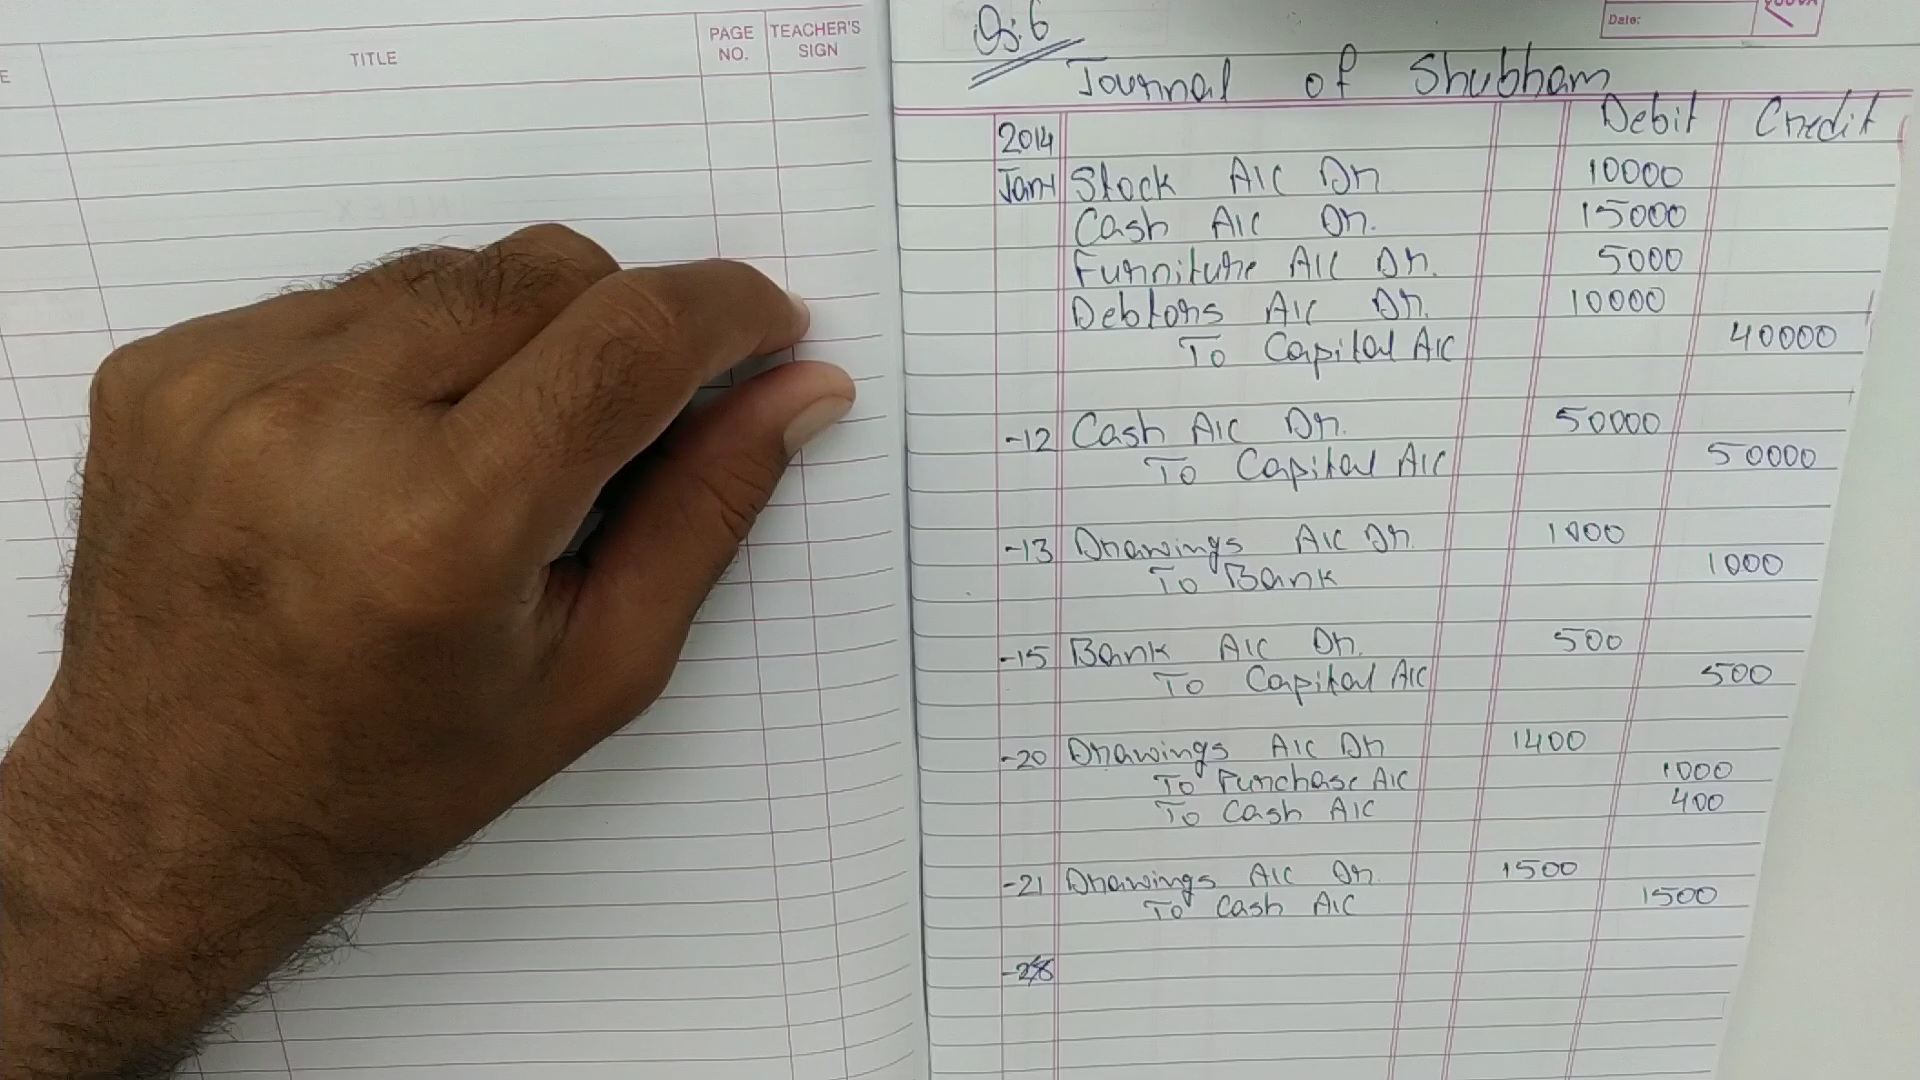 E TITLE PAGE NO. TEACHER'S SIGN
Q:6
Date:
Journal of Shubham
Debit Credit
2014
Jan-1 Stock A/C Dr 10000
Cash A/C Dr. 15000
Furniture A/C Dr. 5000
Debtors A/C Dr. 10000
To Capital A/C 40000
-12 Cash A/C Dr. 50000
To Capital A/C 50000
-13 Drawings A/C Dr. 1000
To Bank 1000
-15 Bank A/C Dr. 500
To Capital A/C 500
-20 Drawings A/C Dr 1400
To Purchase A/C 1000
To Cash A/C 400
-21 Drawings A/C Dr. 1500
To Cash A/C 1500